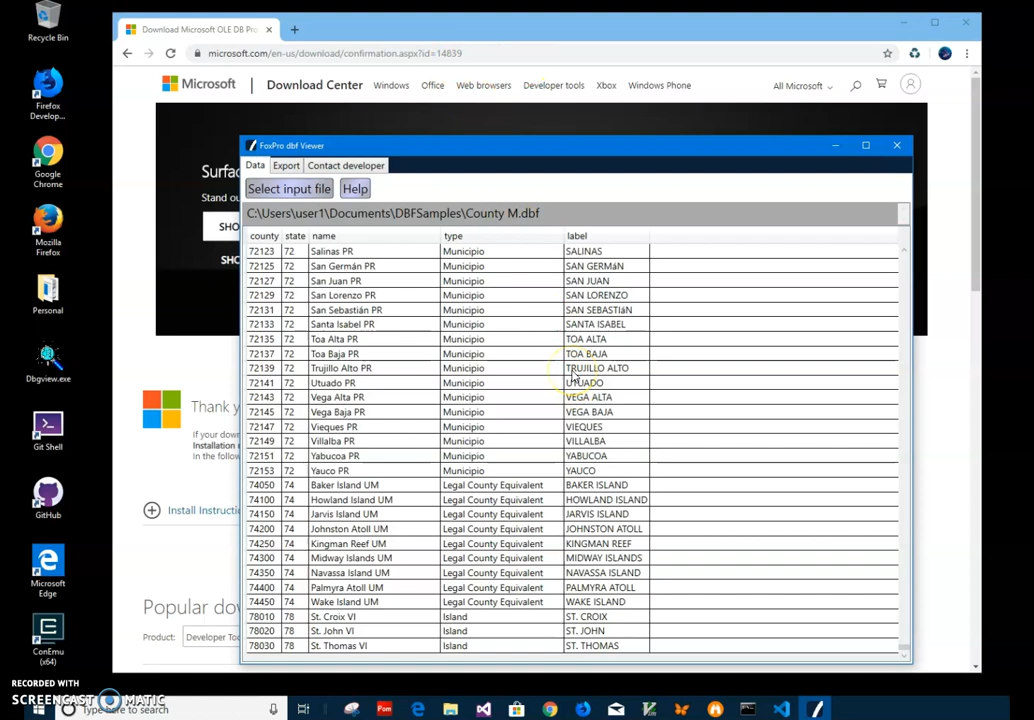 Recycle Bin
Firefox Develop...
Google Chrome
Mozilla Firefox
Personal
Dbgview.exe
Git Shell
GitHub
Microsoft Edge
ConEmu (x64)
Download Microsoft OLE DB Pro
microsoft.com/en-us/download/confirmation.aspx?id=14839
Microsoft | Download Center Windows Office Web browsers Developer tools Xbox Windows Phone All Microsoft
Surfac
Stand ou
SHO
SHO
Thank y
If your dow
Installation
in the follow
Install Instructio
Popular do
Product: Developer Too
FoxPro dbf Viewer
Data Export Contact developer
Select input file Help
C:\Users\user1\Documents\DBFSamples\County M.dbf
county state name type label
72123 72 Salinas PR Municipio SALINAS
72125 72 San Germán PR Municipio SAN GERMáN
72127 72 San Juan PR Municipio SAN JUAN
72129 72 San Lorenzo PR Municipio SAN LORENZO
72131 72 San Sebastián PR Municipio SAN SEBASTIáN
72133 72 Santa Isabel PR Municipio SANTA ISABEL
72135 72 Toa Alta PR Municipio TOA ALTA
72137 72 Toa Baja PR Municipio TOA BAJA
72139 72 Trujillo Alto PR Municipio TRUJILLO ALTO
72141 72 Utuado PR Municipio UTUADO
72143 72 Vega Alta PR Municipio VEGA ALTA
72145 72 Vega Baja PR Municipio VEGA BAJA
72147 72 Vieques PR Municipio VIEQUES
72149 72 Villalba PR Municipio VILLALBA
72151 72 Yabucoa PR Municipio YABUCOA
72153 72 Yauco PR Municipio YAUCO
74050 74 Baker Island UM Legal County Equivalent BAKER ISLAND
74100 74 Howland Island UM Legal County Equivalent HOWLAND ISLAND
74150 74 Jarvis Island UM Legal County Equivalent JARVIS ISLAND
74200 74 Johnston Atoll UM Legal County Equivalent JOHNSTON ATOLL
74250 74 Kingman Reef UM Legal County Equivalent KINGMAN REEF
74300 74 Midway Islands UM Legal County Equivalent MIDWAY ISLANDS
74350 74 Navassa Island UM Legal County Equivalent NAVASSA ISLAND
74400 74 Palmyra Atoll UM Legal County Equivalent PALMYRA ATOLL
74450 74 Wake Island UM Legal County Equivalent WAKE ISLAND
78010 78 St. Croix VI Island ST. CROIX
78020 78 St. John VI Island ST. JOHN
78030 78 St. Thomas VI Island ST. THOMAS
RECORDED WITH
SCREENCAST MATIC
Type here to search
Pom